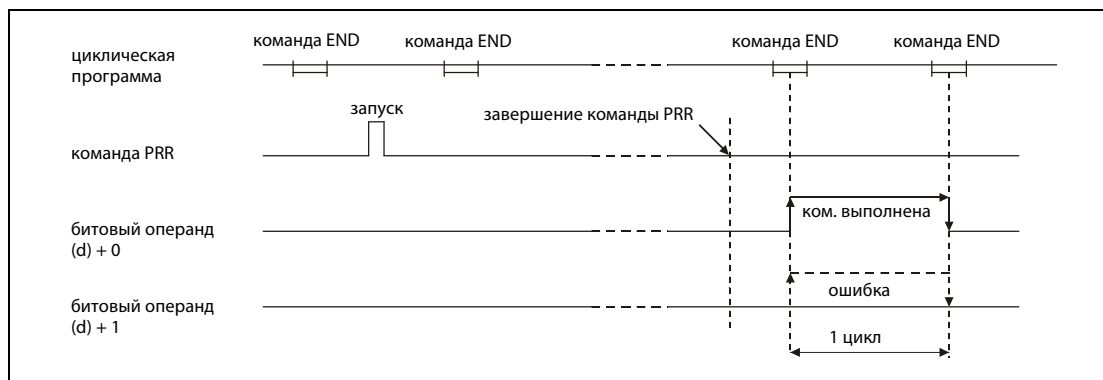 команда END
команда END
команда END
команда END
циклическая
программа
запуск
завершение команды PRR
команда PRR
ком. выполнена
битовый операнд
(d) + 0
ошибка
битовый операнд
(d) + 1
1 цикл